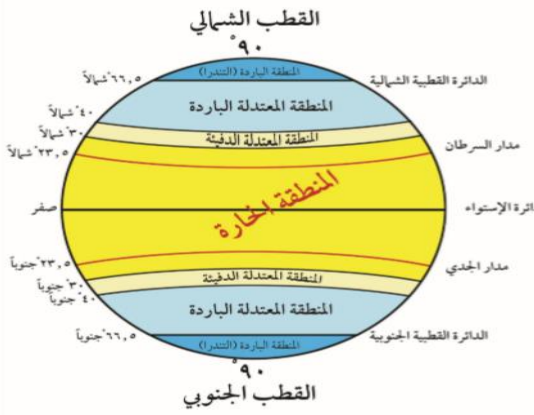 القطب الشمالي
°٩٠
المنطقة الباردة (التندرا)
٦٦,٥°شمالاً
الدائرة القطبية الشمالية
المنطقة المعتدلة الباردة
٤٠°شمالاً
المنطقة المعتدلة الدفيئة
٣٠°شمالاً
مدار السرطان
٢٣,٥°شمالاً
المنطقة الحارة
صفر
ائرة الإستواء
مدار الجدي
٢٣,٥°جنوباً
المنطقة المعتدلة الدفيئة
٣٠°جنوباً
٤٠°جنوباً
المنطقة المعتدلة الباردة
الدائرة القطبية الجنوبية
٦٦,٥°جنوباً
المنطقة الباردة (التندرا)
°٩٠
القطب الجنوبي